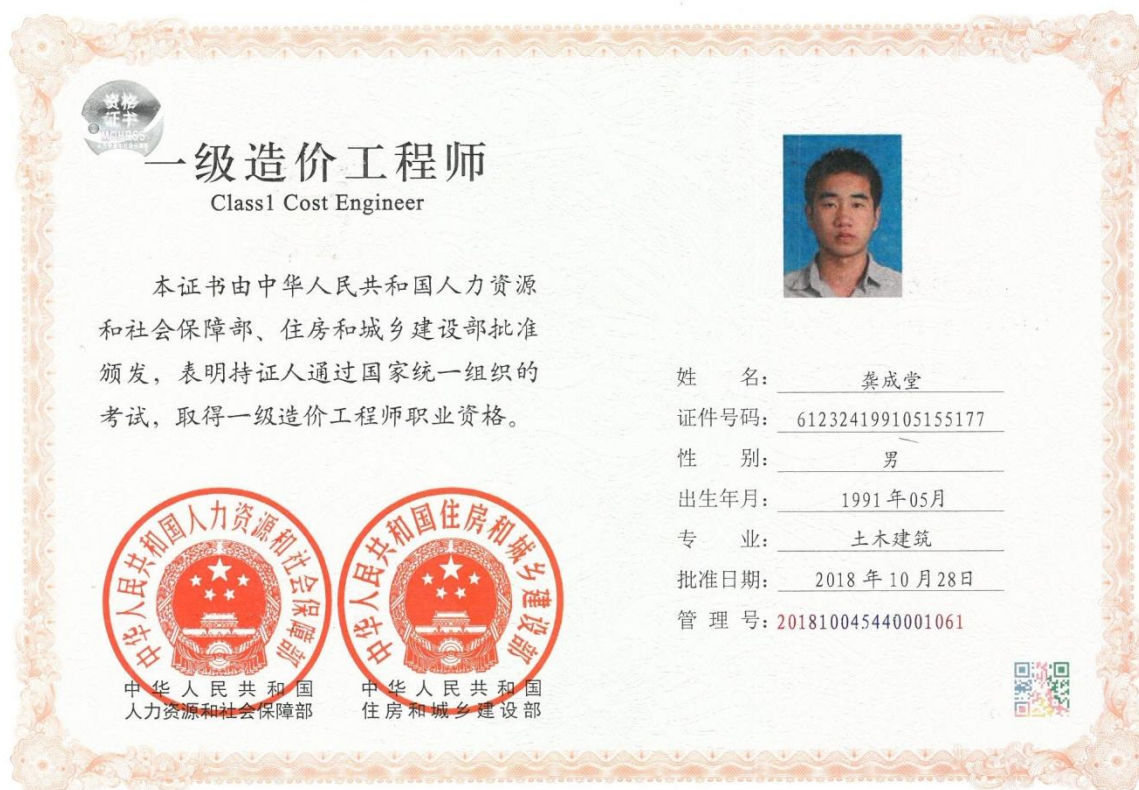 资格
证书
一级造价工程师
Class1 Cost Engineer
本证书由中华人民共和国人力资源
和社会保障部、住房和城乡建设部批准
颁发，表明持证人通过国家统一组织的
考试，取得一级造价工程师职业资格。
中华人民共和国人力资源和社会保障部
中华人民共和国
人力资源和社会保障部
中华人民共和国住房和城乡建设部
中华人民共和国
住房和城乡建设部
姓 名： 龚成堂
证件号码： 612324199105155177
性 别： 男
出生年月： 1991年05月
专 业： 土木建筑
批准日期： 2018年10月28日
管 理 号： 201810045440001061